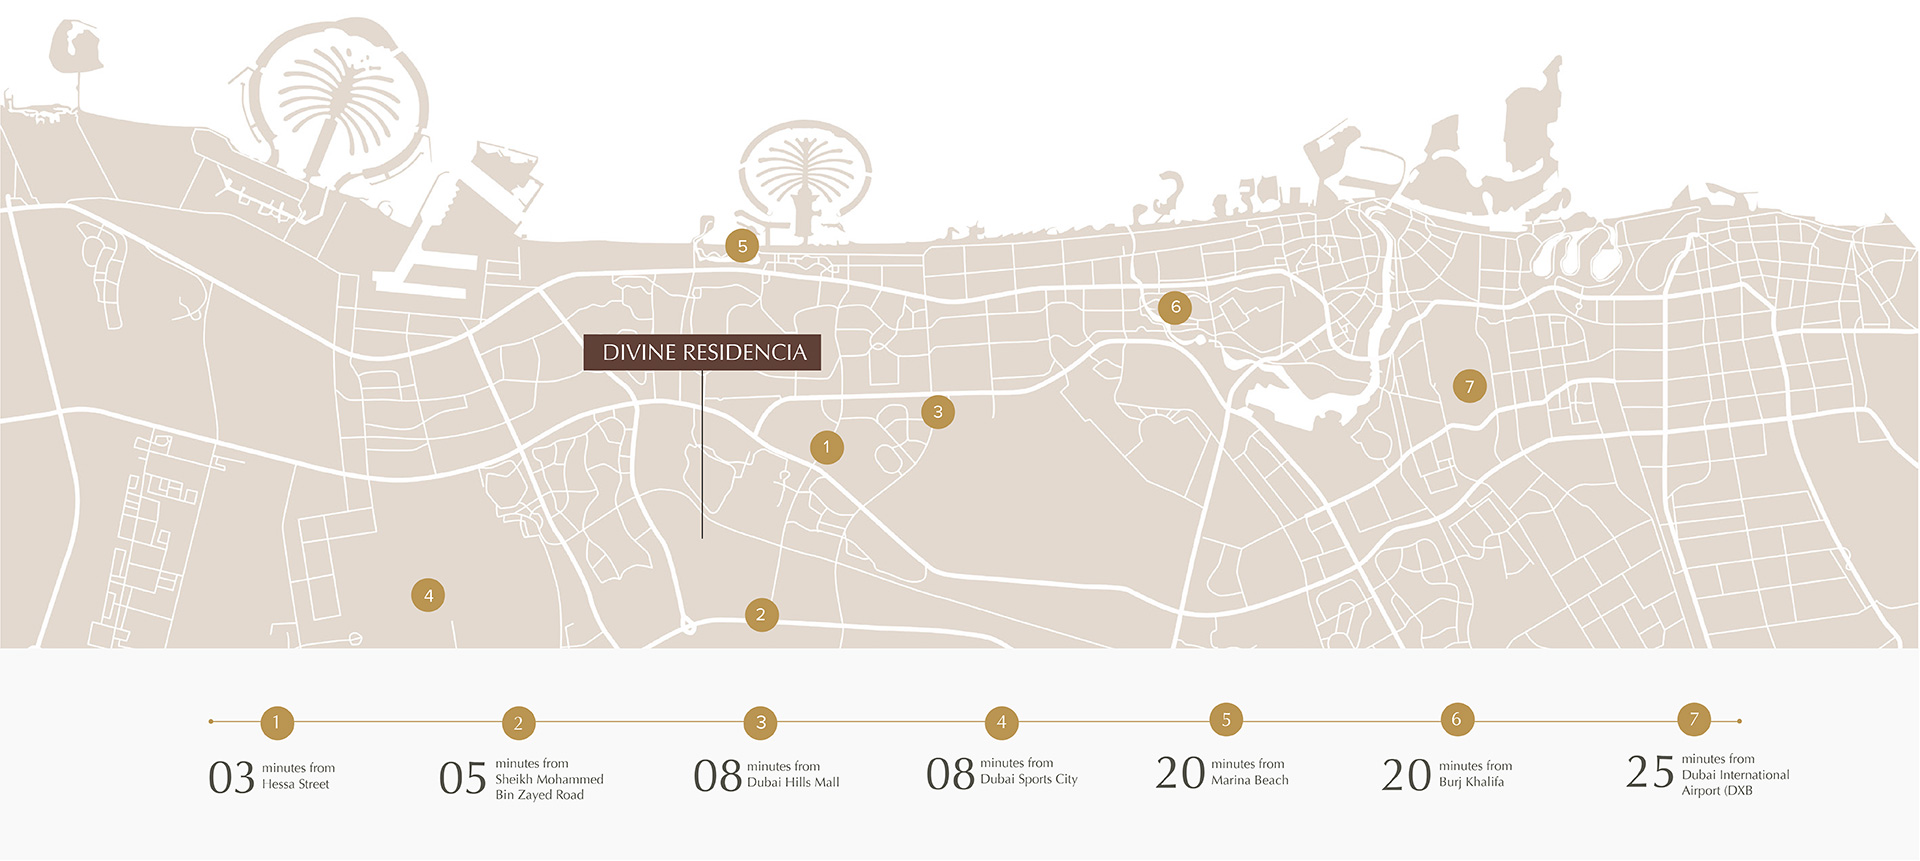 5
6
DIVINE RESIDENCIA
7
3
1
4
2
1
2
3
4
5
6
7
03 minutes from
Hessa Street
05 minutes from
Sheikh Mohammed
Bin Zayed Road
08 minutes from
Dubai Hills Mall
08 minutes from
Dubai Sports City
20 minutes from
Marina Beach
20 minutes from
Burj Khalifa
25 minutes from
Dubai International
Airport (DXB